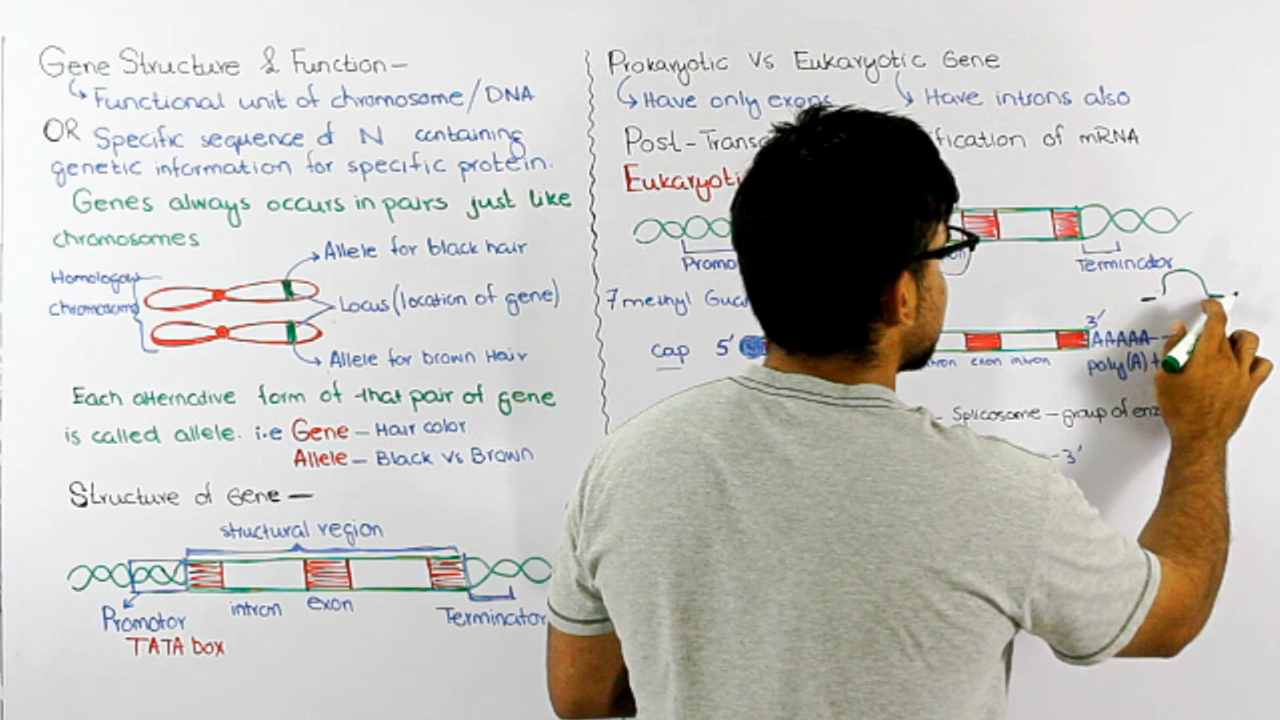 Gene Structure & Function-
Functional unit of chromosome/DNA
OR Specific sequence of N containing
genetic information for specific protein.
Genes always occurs in pairs just like
chromosomes
Allele for black hair
Homologous
chromosome
Locus (location of gene)
Allele for brown Hair
Each alternative form of that pair of gene
is called allele. i.e Gene - Hair color
Allele - Black vs Brown
Structure of Gene -
structural region
Promotor
intron
exon
Terminator
TATA box
Prokaryotic Vs Eukaryotic Gene
Have only exons
Have introns also
Post-Transc
fication of mRNA
Eukaryoti
Promo
Terminator
7 methyl Gua
cap 5'
3'
AAAAA
ron exon intron
poly(A) t
- Splicosome - group of enz
-3'